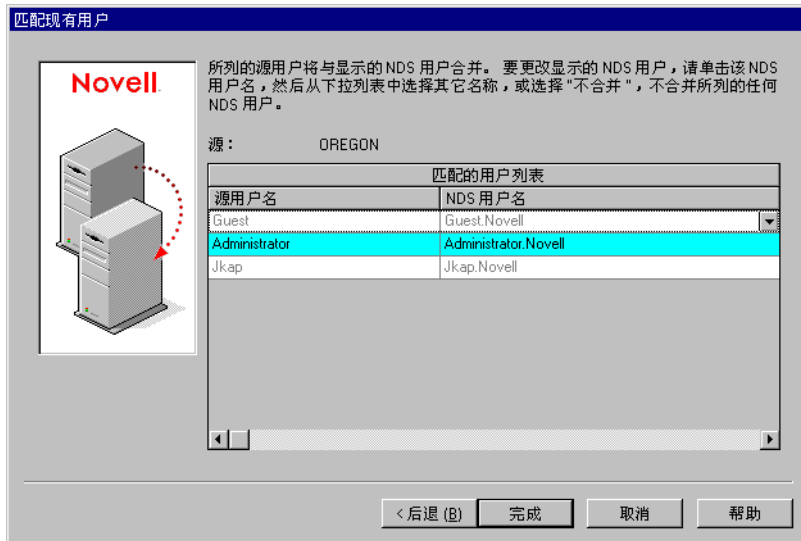 匹配现有用户
Novell.
所列的源用户将与显示的NDS 用户合并。 要更改显示的 NDS 用户，请单击该 NDS
用户名，然后从下拉列表中选择其它名称，或选择 "不合并"，不合并所列的任何
NDS 用户。
源： OREGON
匹配的用户列表
源用户名 NDS 用户名
Guest Guest.Novell
Administrator Administrator.Novell
Jkap Jkap.Novell
<后退 (B) 完成 取消 帮助